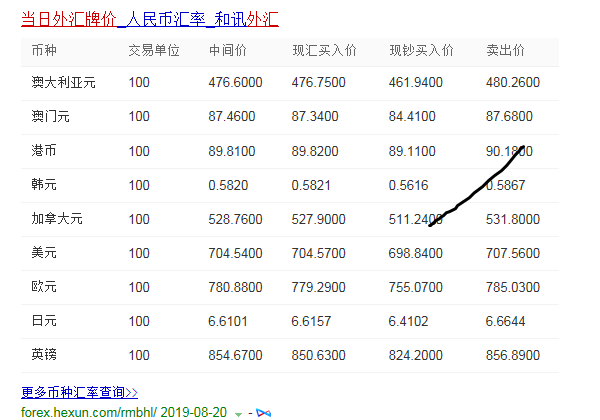 当日外汇牌价_人民币汇率_和讯外汇
币种 交易单位 中间价 现汇买入价 现钞买入价 卖出价
澳大利亚元 100 476.6000 476.7500 461.9400 480.2600
澳门元 100 87.4600 87.3400 84.4100 87.6800
港币 100 89.8100 89.8200 89.1100 90.1800
韩元 100 0.5820 0.5821 0.5616 0.5867
加拿大元 100 528.7600 527.9000 511.2400 531.8000
美元 100 704.5400 704.5700 698.8400 707.5600
欧元 100 780.8800 779.2900 755.0700 785.0300
日元 100 6.6101 6.6157 6.4102 6.6644
英镑 100 854.6700 850.6300 824.2000 856.8900
更多币种汇率查询>>
forex.hexun.com/rmbhl/ 2019-08-20 -